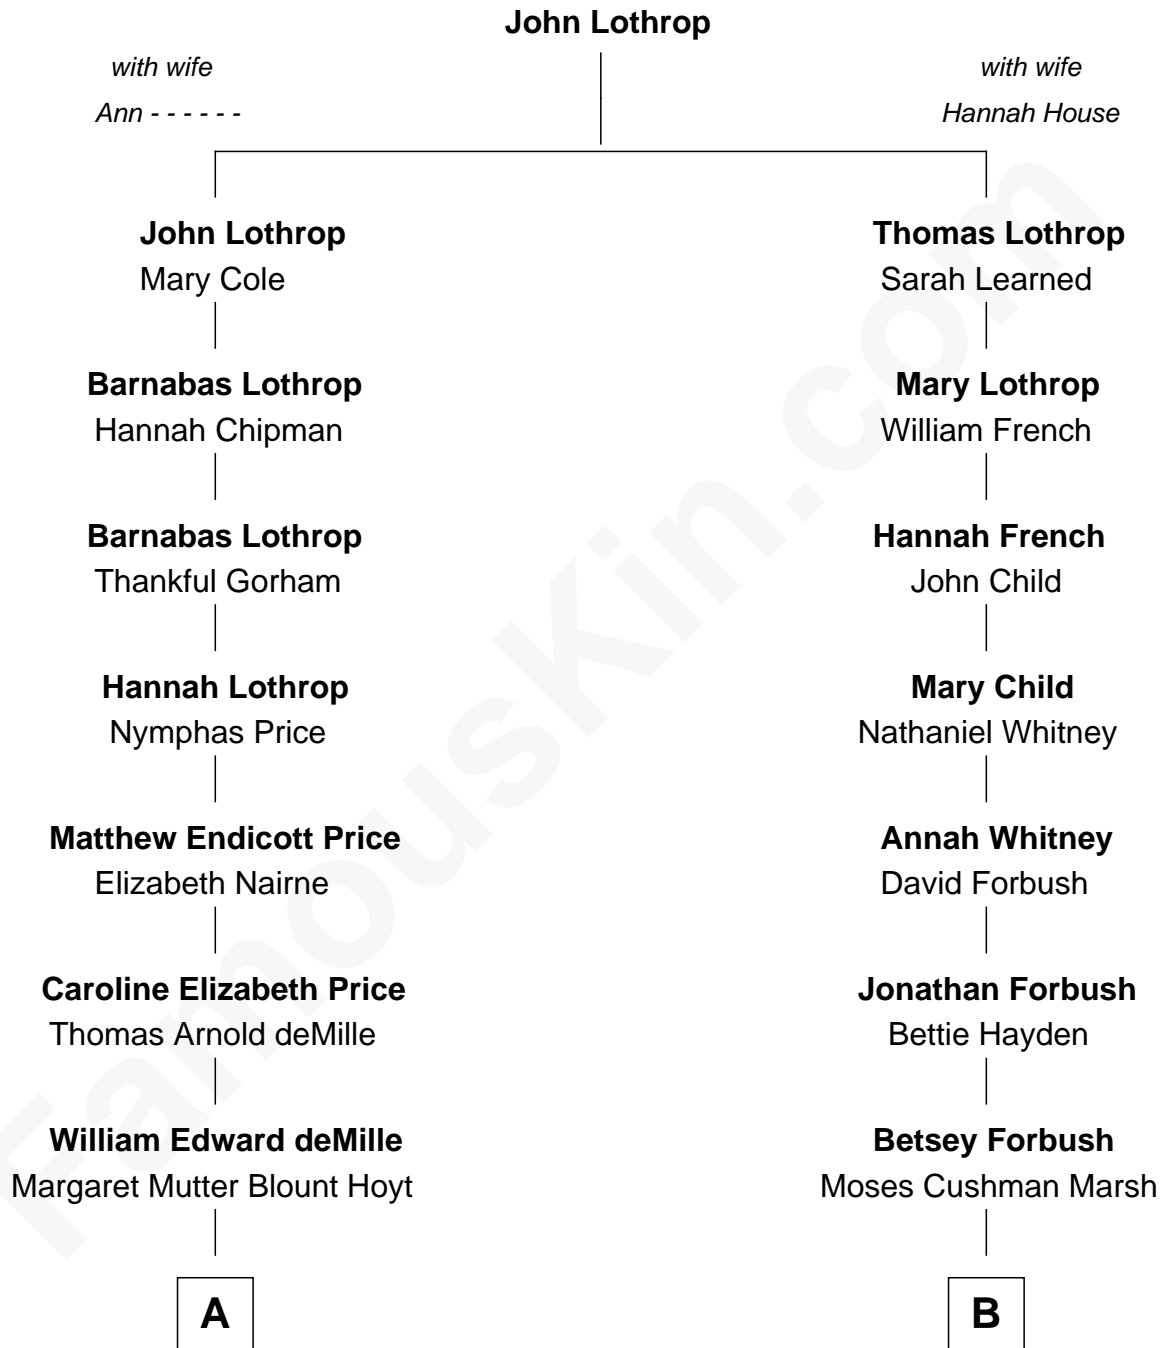 John Lothrop
with wife
Ann - - - - - -
with wife
Hannah House
John Lothrop
Mary Cole
Thomas Lothrop
Sarah Learned
Barnabas Lothrop
Hannah Chipman
Mary Lothrop
William French
Barnabas Lothrop
Thankful Gorham
Hannah French
John Child
Hannah Lothrop
Nymphas Price
Mary Child
Nathaniel Whitney
Matthew Endicott Price
Elizabeth Nairne
Annah Whitney
David Forbush
Caroline Elizabeth Price
Thomas Arnold deMille
Jonathan Forbush
Bettie Hayden
William Edward deMille
Margaret Mutter Blount Hoyt
Betsey Forbush
Moses Cushman Marsh
A
B
FamousKin.com